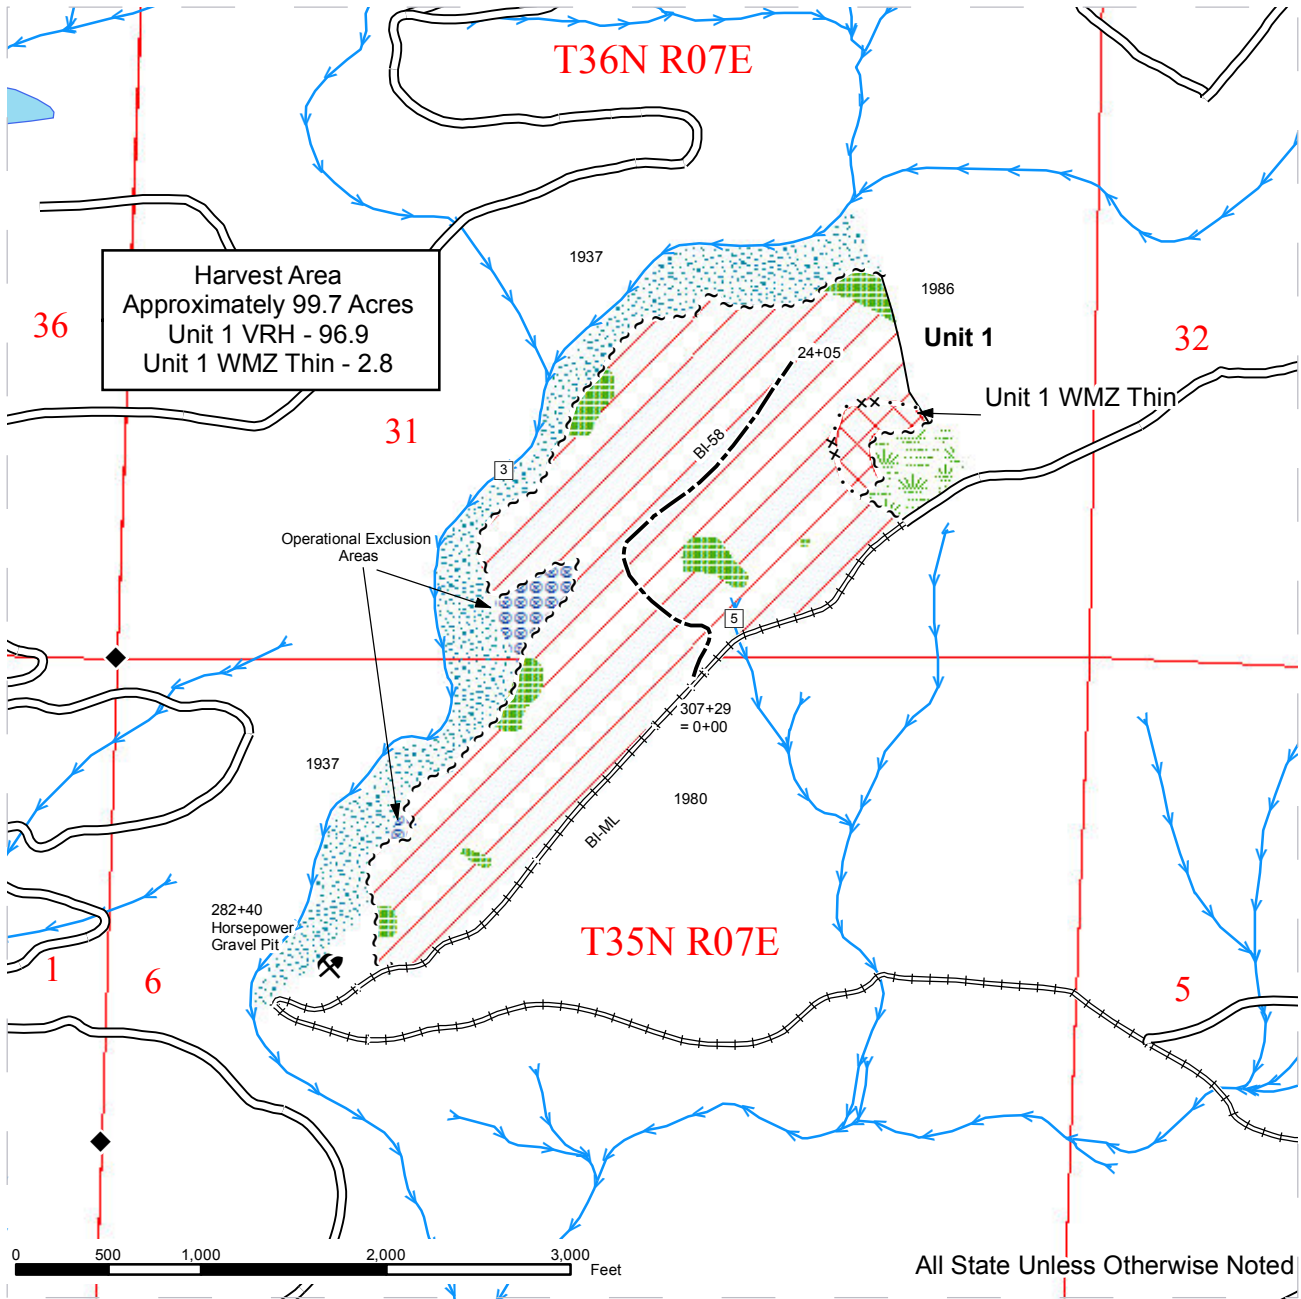 T36N R07E
1937
Harvest Area
Approximately 99.7 Acres
Unit 1 VRH - 96.9
Unit 1 WMZ Thin - 2.8
36
1986
Unit 1
32
24+05
Unit 1 WMZ Thin
31
BI-58
3
Operational Exclusion
Areas
5
307+29
= 0+00
1937
1980
BI-ML
282+40
Horsepower
Gravel Pit
T35N R07E
1
6
5
0
500
1,000
2,000
3,000
Feet
All State Unless Otherwise Noted